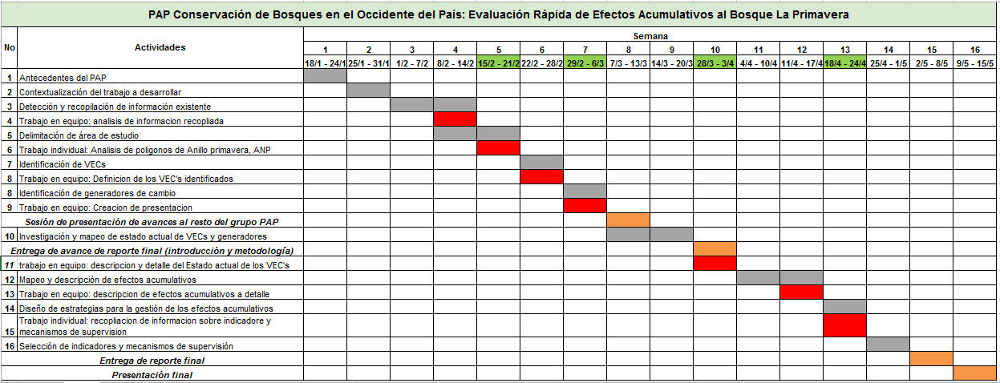 PAP Conservación de Bosques en el Occidente del País: Evaluación Rápida de Efectos Acumulativos al Bosque La Primavera
No Actividades Semana
1 2 3 4 5 6 7 8 9 10 11 12 13 14 15 16
18/1 - 24/1 25/1 - 31/1 1/2 - 7/2 8/2 - 14/2 15/2 - 21/2 22/2 - 28/2 29/2 - 6/3 7/3 - 13/3 14/3 - 20/3 28/3 - 3/4 4/4 - 10/4 11/4 - 17/4 18/4 - 24/4 25/4 - 1/5 2/5 - 8/5 9/5 - 15/5
1 Antecedentes del PAP
2 Contextualización del trabajo a desarrollar
3 Detección y recopilación de información existente
4 Trabajo en equipo: analisis de informacion recopliada
5 Delimitación de área de estudio
6 Trabajo individual: Analisis de poligonos de Anillo primavera, ANP
7 Identificación de VECs
8 Trabajo en equipo: Definicion de los VEC's identificados
8 Identificación de generadores de cambio
9 Trabajo en equipo: Creacion de presentacion
Sesión de presentación de avances al resto del grupo PAP
10 Investigación y mapeo de estado actual de VECs y generadores
Entrega de avance de reporte final (introducción y metodología)
11 trabajo en equipo: descripcion y detalle del Estado actual de los VEC's
12 Mapeo y descripción de efectos acumulativos
13 Trabajo en equipo: descripcion de efectos acumulativos a detalle
14 Diseño de estrategias para la gestión de los efectos acumulativos
Trabajo individual: recopliacion de informacion sobre indicadore y
15 mecanismos de supervision
16 Selección de indicadores y mecanismos de supervisión
Entrega de reporte final
Presentación final